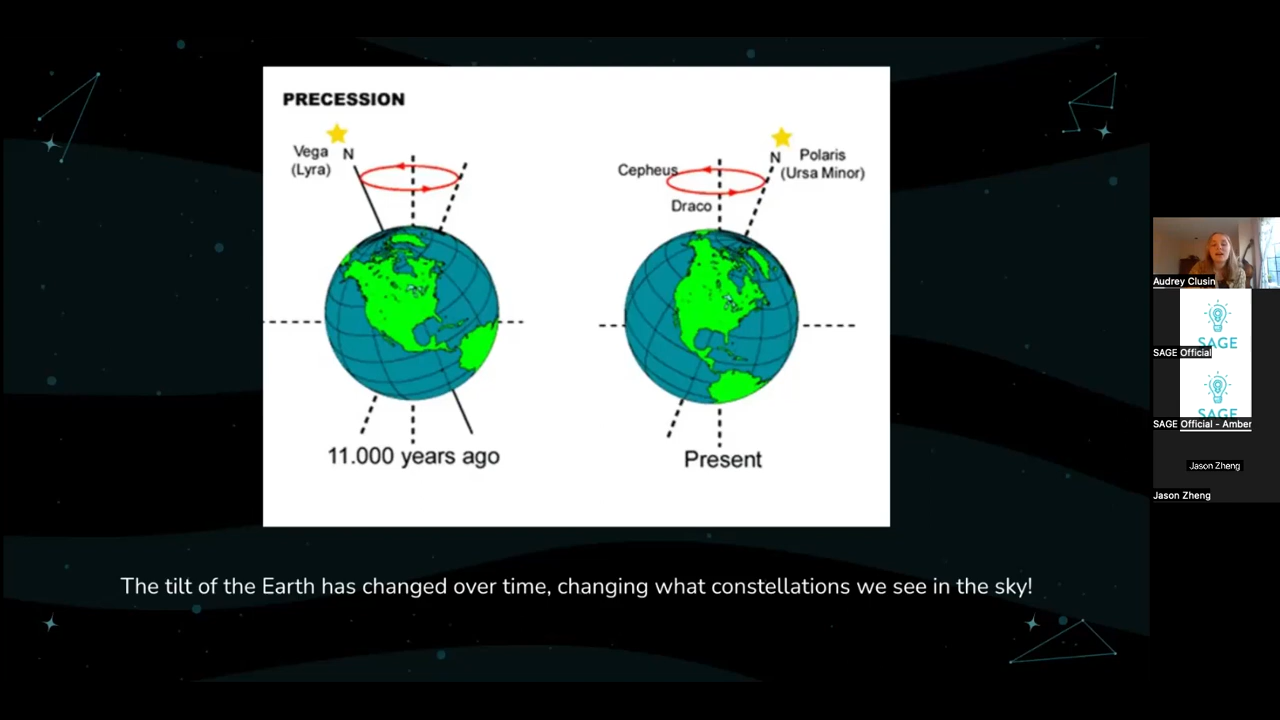 PRECESSION
Vega
(Lyra)
N
11.000 years ago
Cepheus
Draco
N
Polaris
(Ursa Minor)
Present
The tilt of the Earth has changed over time, changing what constellations we see in the sky!
Audrey Clusin
SAGE
SAGE Official
SAGE
SAGE Official - Amber
Jason Zheng
Jason Zheng